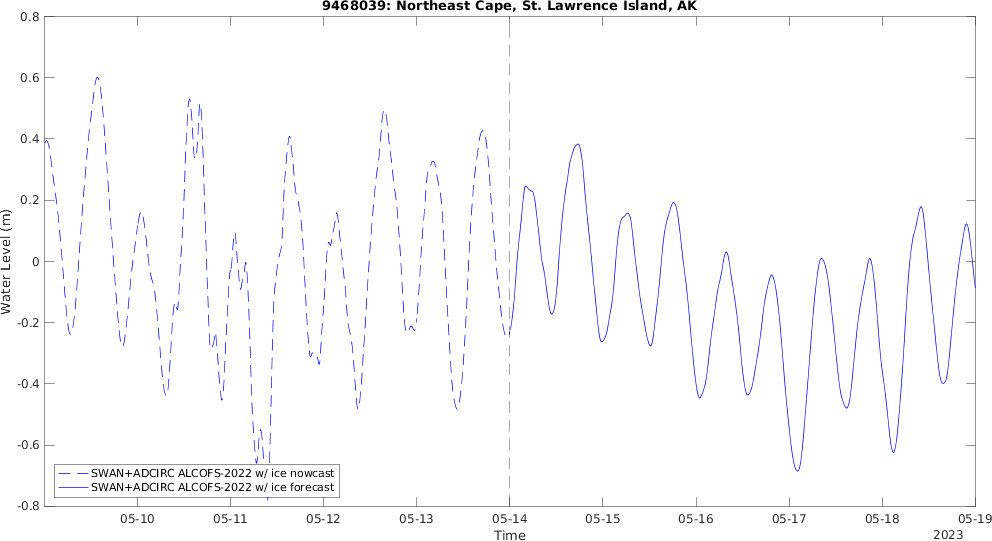 9468039: Northeast Cape, St. Lawrence Island, AK
0.8
0.6
0.4
0.2
0
-0.2
-0.4
-0.6
-0.8
Water Level (m)
SWAN+ADCIRC ALCOFS-2022 w/ ice nowcast
SWAN+ADCIRC ALCOFS-2022 w/ ice forecast
05-10 05-11 05-12 05-13 05-14 05-15 05-16 05-17 05-18 05-19
Time
2023